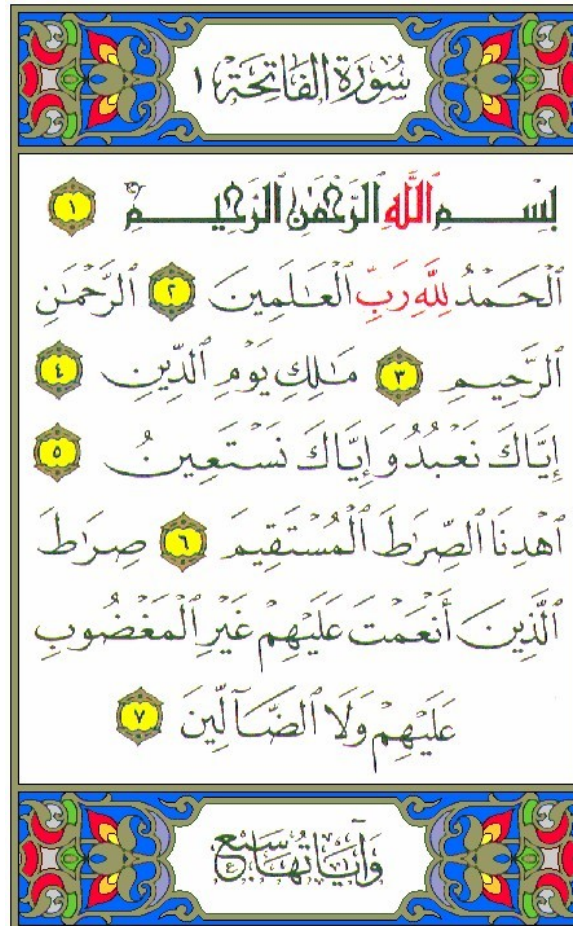 سُورَةُ الفَاتِحَة ١
بِسْمِ ٱللَّهِ ٱلرَّحْمَٰنِ ٱلرَّحِيمِ ١
ٱلْحَمْدُ لِلَّهِ رَبِّ ٱلْعَٰلَمِينَ ٢ ٱلرَّحْمَٰنِ
ٱلرَّحِيمِ ٣ مَٰلِكِ يَوْمِ ٱلدِّينِ ٤
إِيَّاكَ نَعْبُدُ وَإِيَّاكَ نَسْتَعِينُ ٥
ٱهْدِنَا ٱلصِّرَٰطَ ٱلْمُسْتَقِيمَ ٦ صِرَٰطَ
ٱلَّذِينَ أَنْعَمْتَ عَلَيْهِمْ غَيْرِ ٱلْمَغْضُوبِ
عَلَيْهِمْ وَلَا ٱلضَّآلِّينَ ٧
وَآيَاتُهَا سَبْع